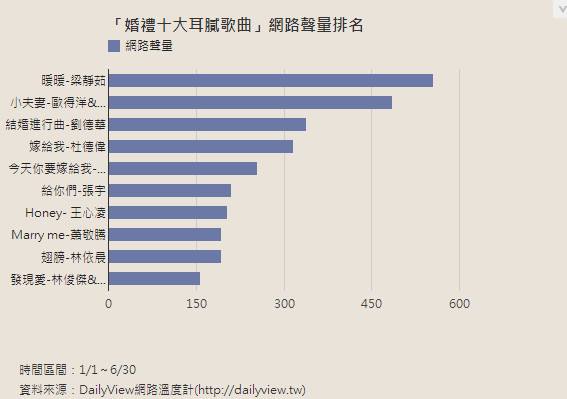 「婚禮十大耳膩歌曲」網路聲量排名
網路聲量
暖暖-梁靜茹
小夫妻-歐得洋&...
結婚進行曲-劉德華
嫁給我-杜德偉
今天你要嫁給我-...
給你們-張宇
Honey- 王心凌
Marry me-蕭敬騰
翅膀-林依晨
發現愛-林俊傑&...
0 150 300 450 600
時間區間：1/1～6/30
資料來源：DailyView網路溫度計(http://dailyview.tw)